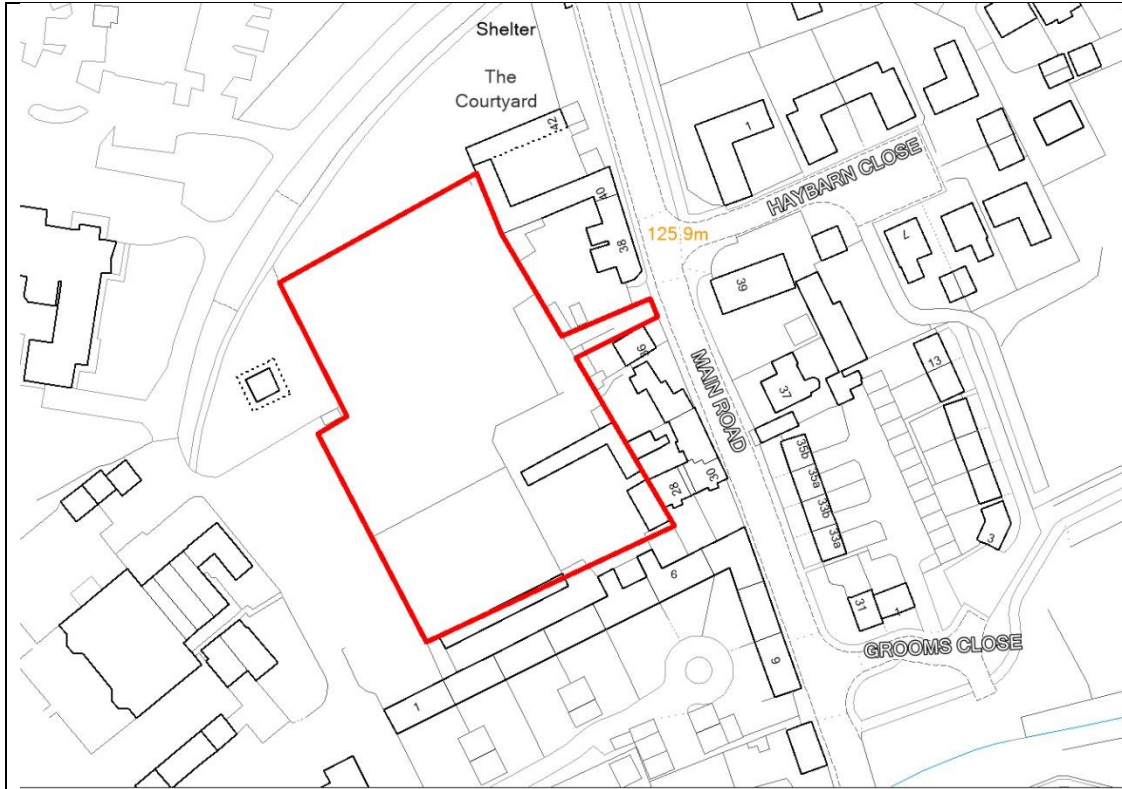 Shelter
The
Courtyard
42
1
HAYBARN CLOSE
40
125.9m
38
7
39
36
MAIN ROAD
13
37
35b
30
28
35a
33b
33a
3
6
31
1
GROOMS CLOSE
9
1